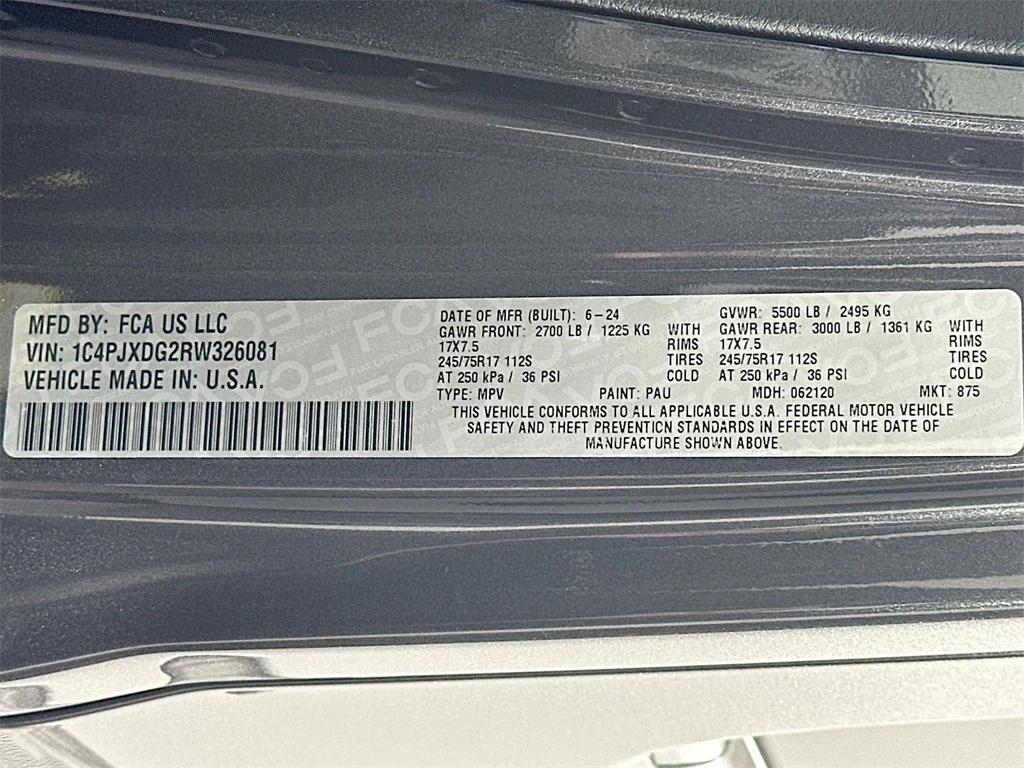 MFD BY: FCA US LLC
VIN: 1C4PJXDG2RW326081
VEHICLE MADE IN: U.S.A.
DATE OF MFR (BUILT): 6-24
GAWR FRONT: 2700 LB / 1225 KG WITH
17X7.5 RIMS
245/75R17 112S TIRES
AT 250 kPa / 36 PSI COLD
GVWR: 5500 LB / 2495 KG
GAWR REAR: 3000 LB / 1361 KG WITH
17X7.5 RIMS
245/75R17 112S TIRES
AT 250 kPa / 36 PSI COLD
TYPE: MPV PAINT: PAU MDH: 062120 MKT: 875
THIS VEHICLE CONFORMS TO ALL APPLICABLE U.S.A. FEDERAL MOTOR VEHICLE
SAFETY AND THEFT PREVENTION STANDARDS IN EFFECT ON THE DATE OF
MANUFACTURE SHOWN ABOVE.